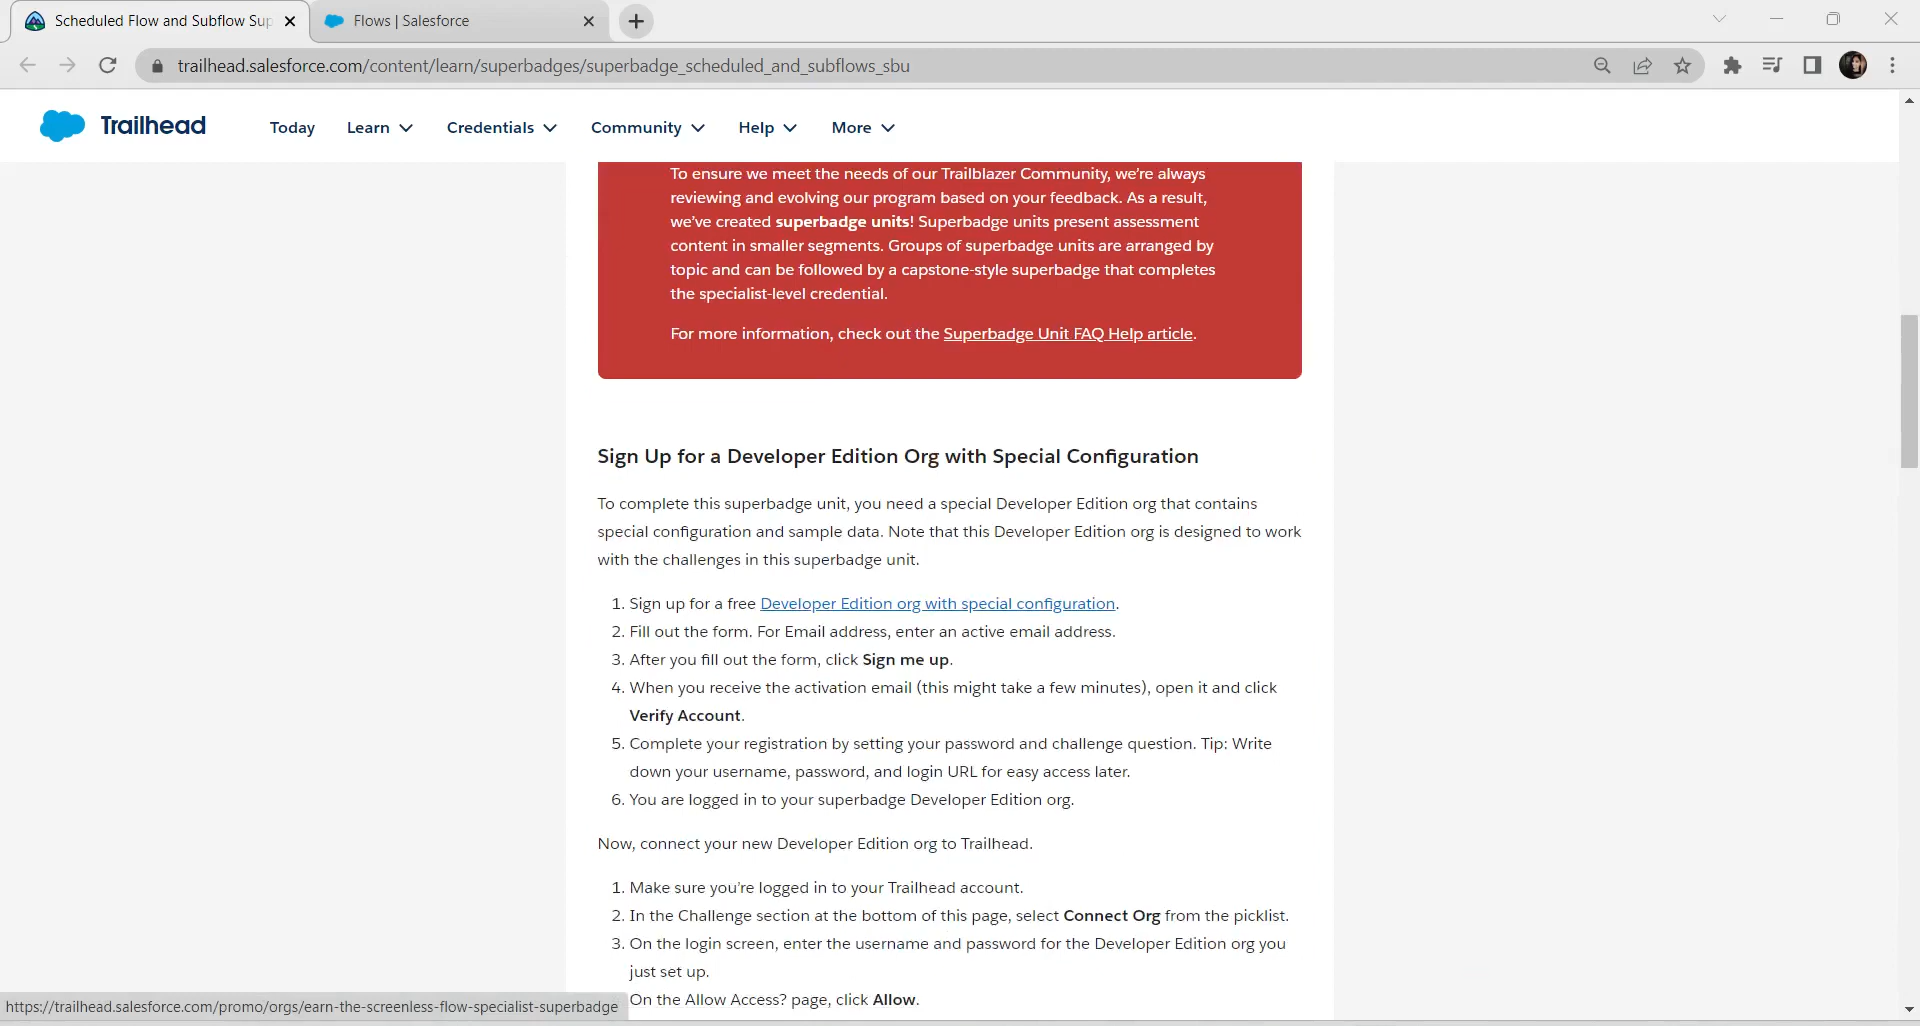 Scheduled Flow and Subflow Sup
Flows | Salesforce
trailhead.salesforce.com/content/learn/superbadges/superbadge_scheduled_and_subflows_sbu
Trailhead
Today
Learn
Credentials
Community
Help
More
To ensure we meet the needs of our Trailblazer Community, we’re always
reviewing and evolving our program based on your feedback. As a result,
we’ve created superbadge units! Superbadge units present assessment
content in smaller segments. Groups of superbadge units are arranged by
topic and can be followed by a capstone-style superbadge that completes
the specialist-level credential.
For more information, check out the Superbadge Unit FAQ Help article.
Sign Up for a Developer Edition Org with Special Configuration
To complete this superbadge unit, you need a special Developer Edition org that contains
special configuration and sample data. Note that this Developer Edition org is designed to work
with the challenges in this superbadge unit.
1. Sign up for a free Developer Edition org with special configuration.
2. Fill out the form. For Email address, enter an active email address.
3. After you fill out the form, click Sign me up.
4. When you receive the activation email (this might take a few minutes), open it and click
Verify Account.
5. Complete your registration by setting your password and challenge question. Tip: Write
down your username, password, and login URL for easy access later.
6. You are logged in to your superbadge Developer Edition org.
Now, connect your new Developer Edition org to Trailhead.
1. Make sure you’re logged in to your Trailhead account.
2. In the Challenge section at the bottom of this page, select Connect Org from the picklist.
3. On the login screen, enter the username and password for the Developer Edition org you
just set up.
On the Allow Access? page, click Allow.
https://trailhead.salesforce.com/promo/orgs/earn-the-screenless-flow-specialist-superbadge